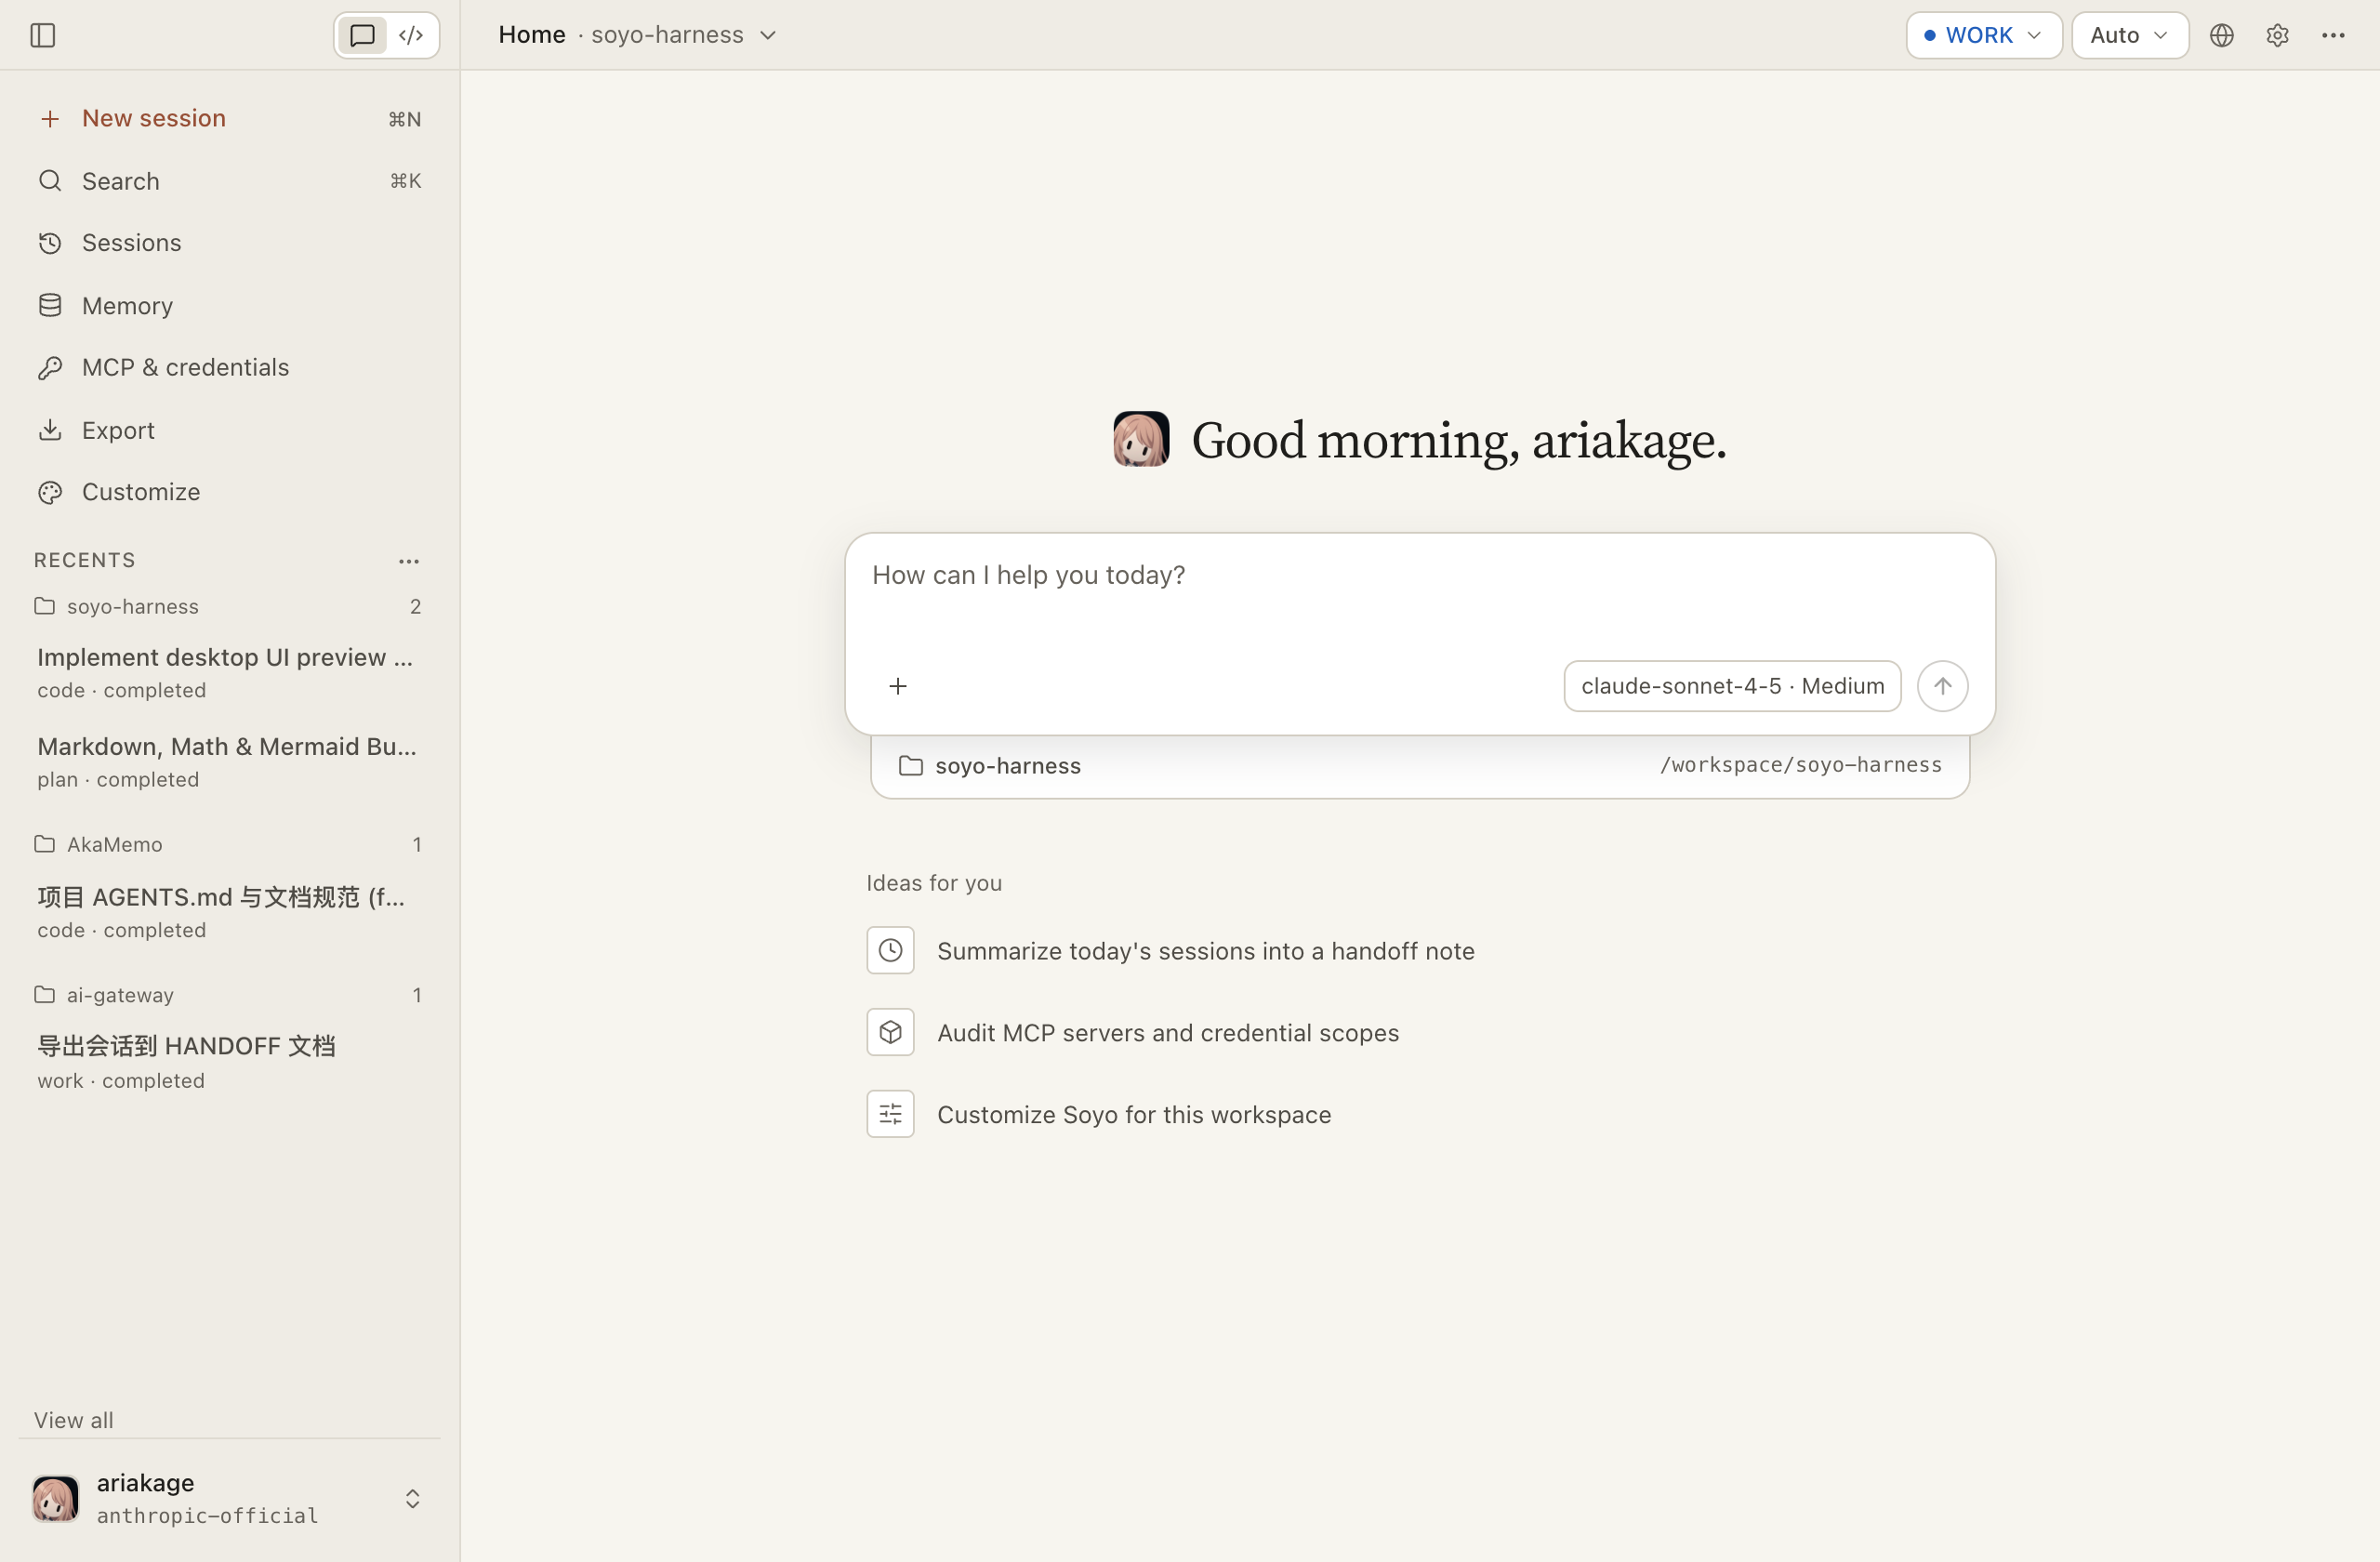 Home · soyo-harness
WORK
Auto
New session ⌘N
Search ⌘K
Sessions
Memory
MCP & credentials
Export
Customize
RECENTS
soyo-harness 2
Implement desktop UI preview ...
code · completed
Markdown, Math & Mermaid Bu...
plan · completed
AkaMemo 1
项目 AGENTS.md 与文档规范 (f...
code · completed
ai-gateway 1
导出会话到 HANDOFF 文档
work · completed
View all
ariakage
anthropic-official
Good morning, ariakage.
How can I help you today?
claude-sonnet-4-5 · Medium
soyo-harness /workspace/soyo-harness
Ideas for you
Summarize today's sessions into a handoff note
Audit MCP servers and credential scopes
Customize Soyo for this workspace